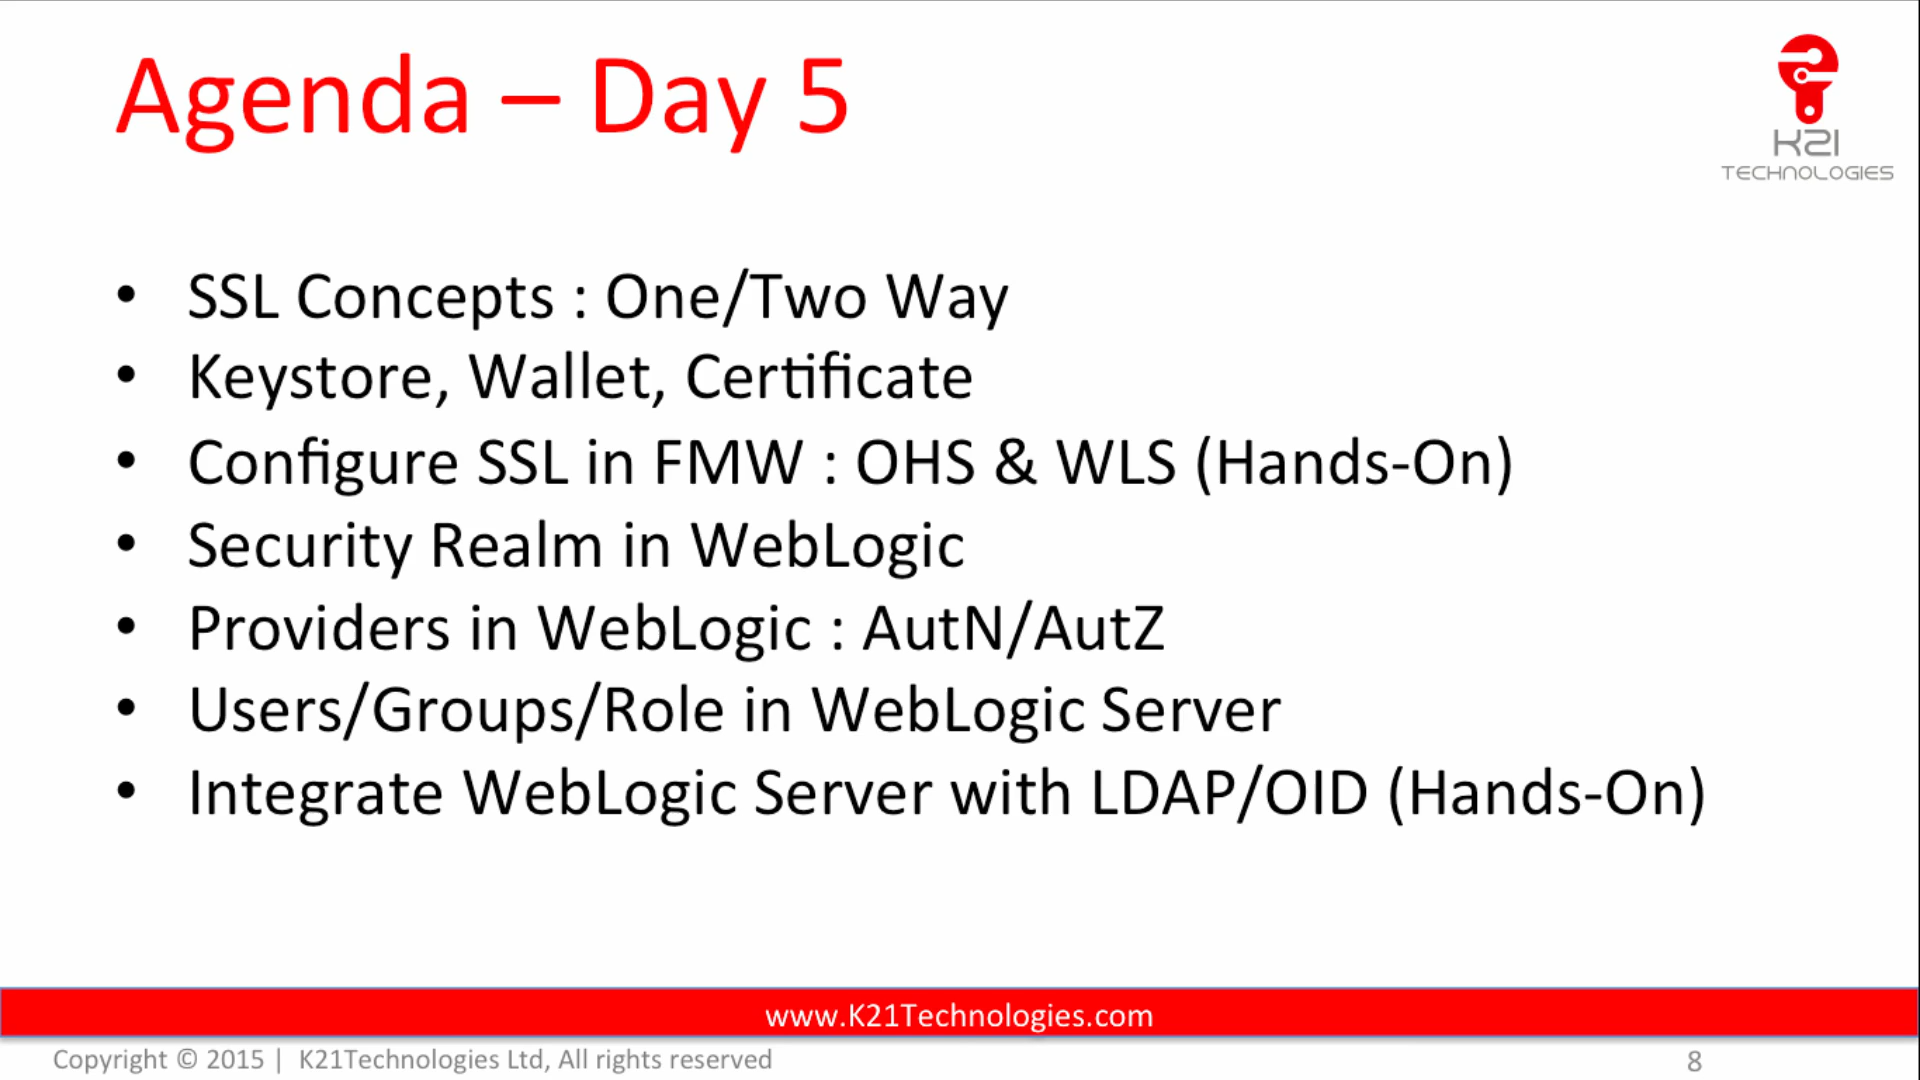 Agenda – Day 5
K21
TECHNOLOGIES
• SSL Concepts : One/Two Way
• Keystore, Wallet, Certificate
• Configure SSL in FMW : OHS & WLS (Hands-On)
• Security Realm in WebLogic
• Providers in WebLogic : AutN/AutZ
• Users/Groups/Role in WebLogic Server
• Integrate WebLogic Server with LDAP/OID (Hands-On)
www.K21Technologies.com
Copyright © 2015 | K21Technologies Ltd, All rights reserved
8